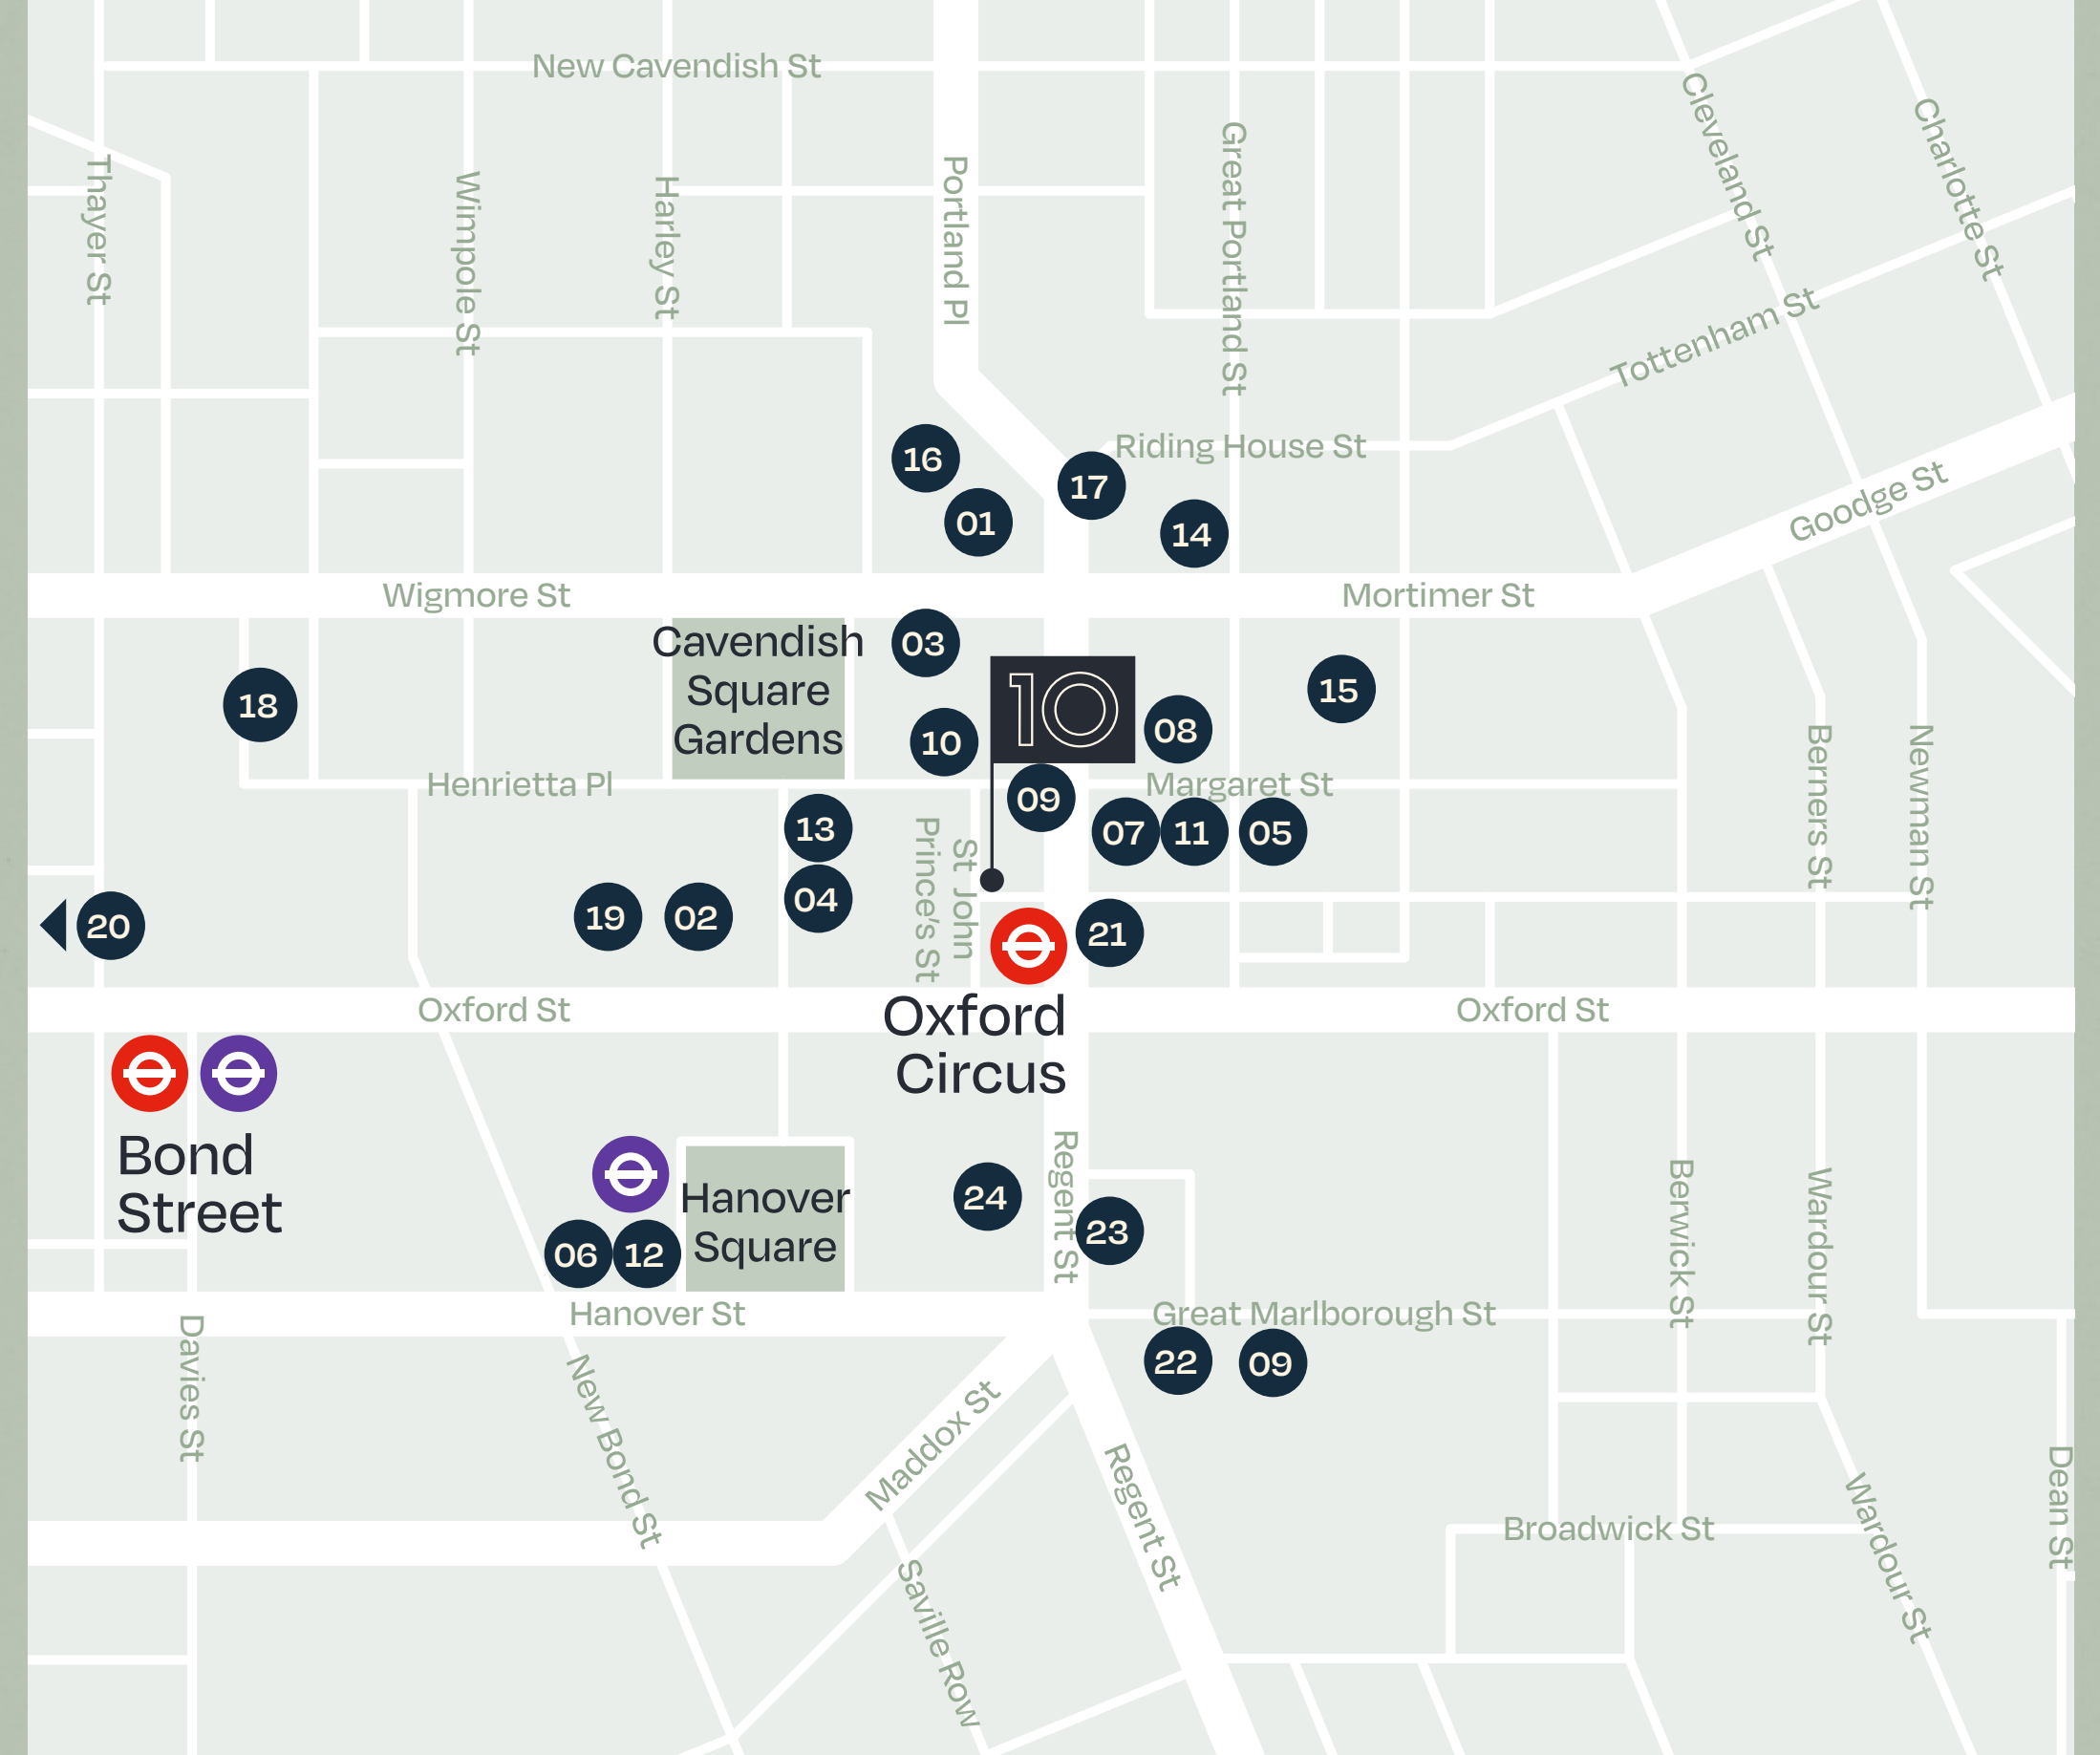 New Cavendish St
Thayer St
Wimpole St
Harley St
Portland Pl
Great Portland St
Cleveland St
Charlotte St
Tottenham St
Riding House St
16
17
01
14
Goodge St
Wigmore St
Mortimer St
Cavendish
Square
Gardens
03
10
15
18
08
10
Henrietta Pl
Margaret St
09
Berners St
Newman St
13
07
11
05
Prince's St
St John
04
19
02
20
21
Oxford St
Oxford
Circus
Oxford St
Bond
Street
Regent St
Hanover
Square
24
23
06
12
Berwick St
Wardour St
Hanover St
Great Marlborough St
22
09
Davies St
New Bond St
Maddox St
Regent St
Saville Row
Broadwick St
Wardour St
Dean St